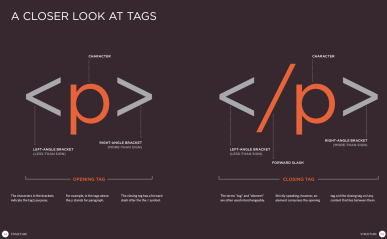 A CLOSER LOOK AT TAGS
CHARACTER
<p>
LEFT-ANGLE BRACKET
(LESS-THAN SIGN)
RIGHT-ANGLE BRACKET
(MORE-THAN SIGN)
OPENING TAG
The characters in the brackets
indicate the tag's purpose.
For example, in the tags above
the p stands for paragraph.
The closing tag has a forward
slash after the the < symbol.
CHARACTER
</p>
LEFT-ANGLE BRACKET
(LESS-THAN SIGN)
FORWARD SLASH
RIGHT-ANGLE BRACKET
(MORE-THAN SIGN)
CLOSING TAG
The terms "tag" and "element"
are often used interchangeably.
Strictly speaking, however, an
element comprises the opening
tag and the closing tag and any
content that lies between them.
STRUCTURE
STRUCTURE